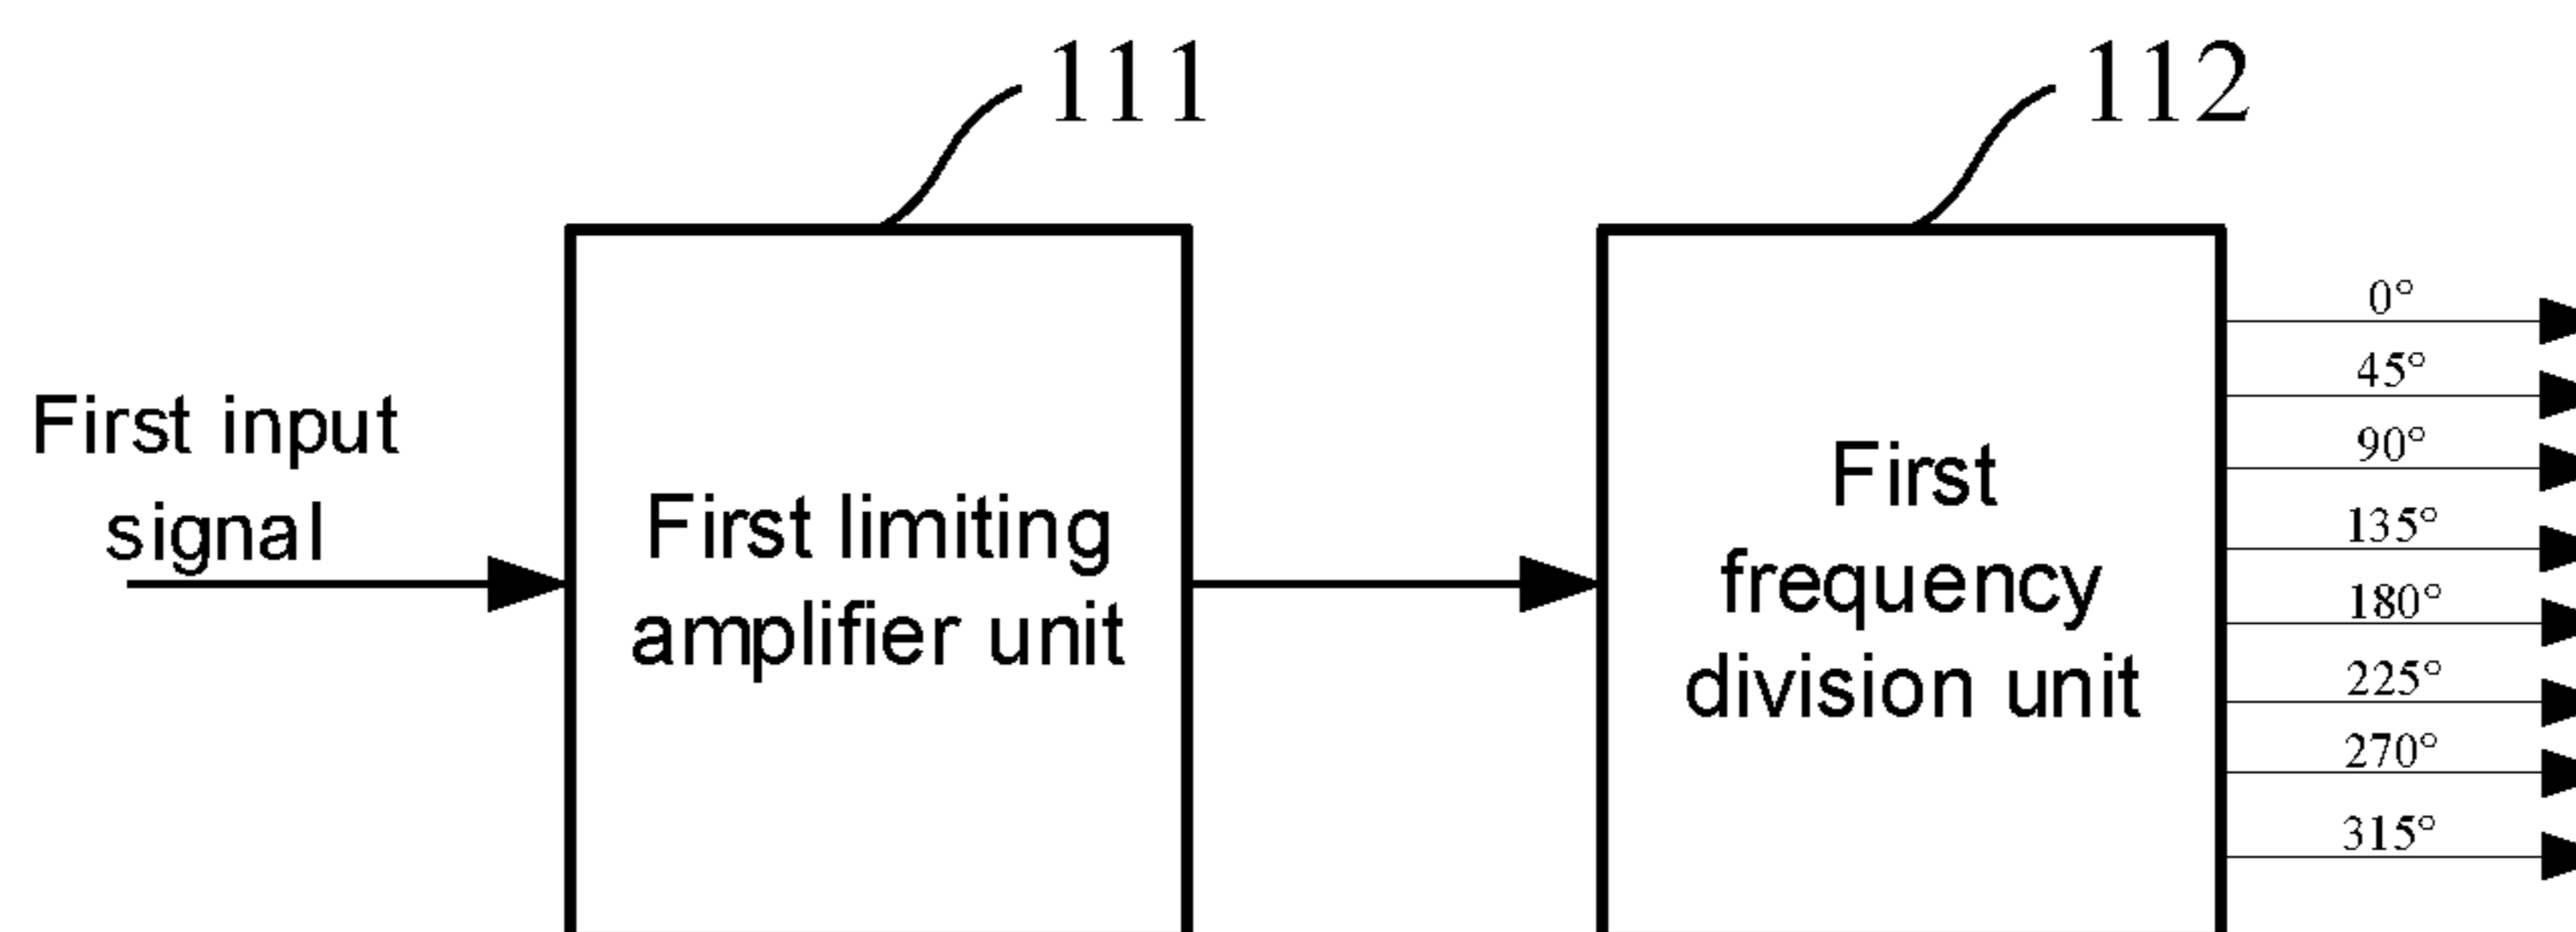 111
112
First input
signal
First limiting
amplifier unit
First
frequency
division unit
0°
45°
90°
135°
180°
225°
270°
315°